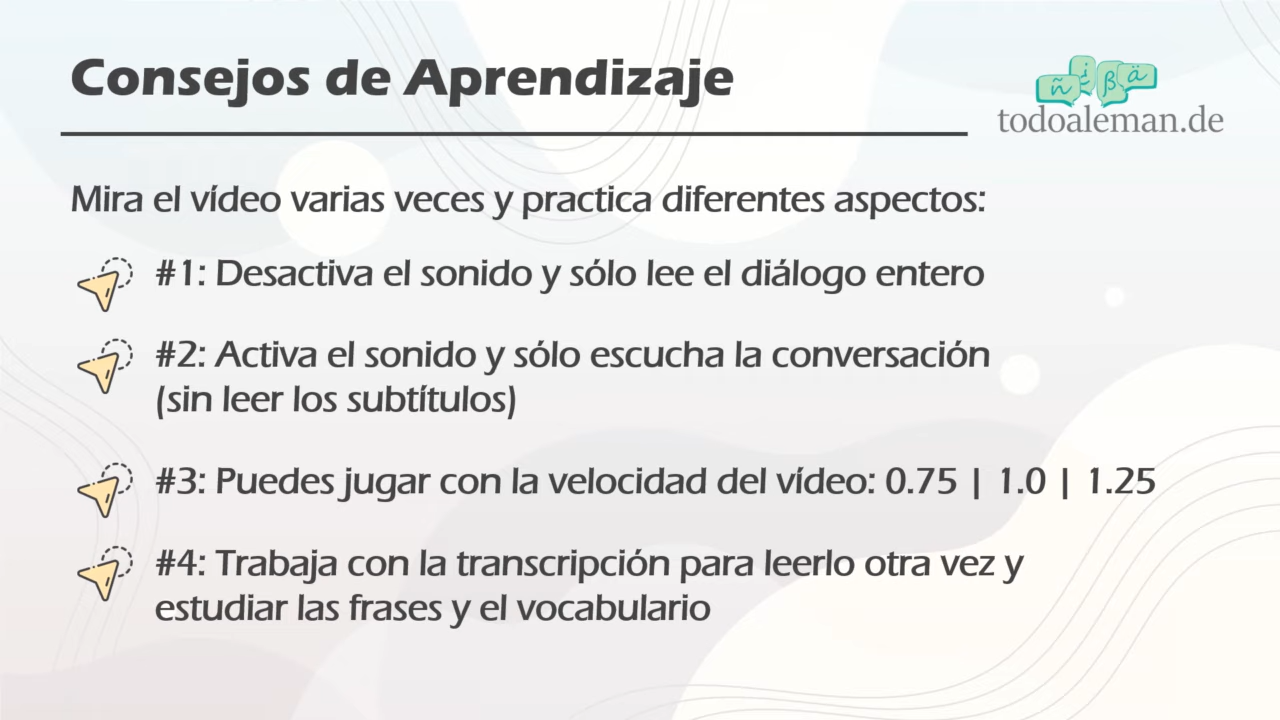 Consejos de Aprendizaje
ñ ¿ ß ä
todoaleman.de
Mira el vídeo varias veces y practica diferentes aspectos:
#1: Desactiva el sonido y sólo lee el diálogo entero
#2: Activa el sonido y sólo escucha la conversación
(sin leer los subtítulos)
#3: Puedes jugar con la velocidad del vídeo: 0.75 | 1.0 | 1.25
#4: Trabaja con la transcripción para leerlo otra vez y
estudiar las frases y el vocabulario